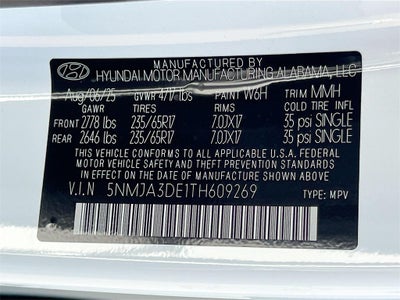 MANUFACTURED BY
HYUNDAI MOTOR MANUFACTURING ALABAMA, LLC
Aug/06/25 GVWR 4717 lbs PAINT W6H TRIM MMH
GAWR TIRES RIMS COLD TIRE INFL
FRONT 2778 lbs 235/65R17 7.0JX17 35 psi SINGLE
REAR 2646 lbs 235/65R17 7.0JX17 35 psi SINGLE
THIS VEHICLE CONFORMS TO ALL APPLICABLE U.S.A. FEDERAL
MOTOR VEHICLE SAFETY AND THEFT PREVENTION STANDARDS
IN EFFECT ON THE DATE OF MANUFACTURE SHOWN ABOVE
V.I.N 5NMJA3DE1TH609269 TYPE: MPV